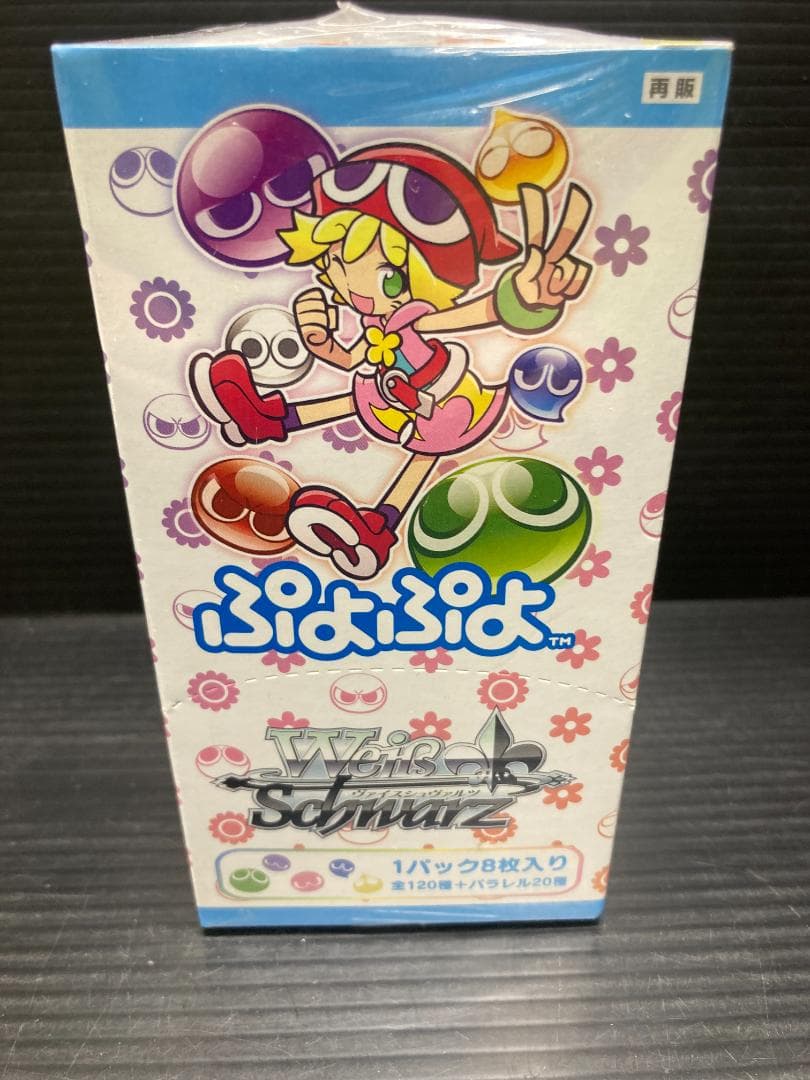 再販
ぷよぷよ™
Weiß
ヴァイスシュヴァルツ
Schwarz
1パック8枚入り
全120種+パラレル20種